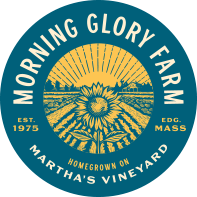 MORNING GLORY FARM
EST.
1975
EDG.
MASS
HOMEGROWN ON
MARTHA'S VINEYARD